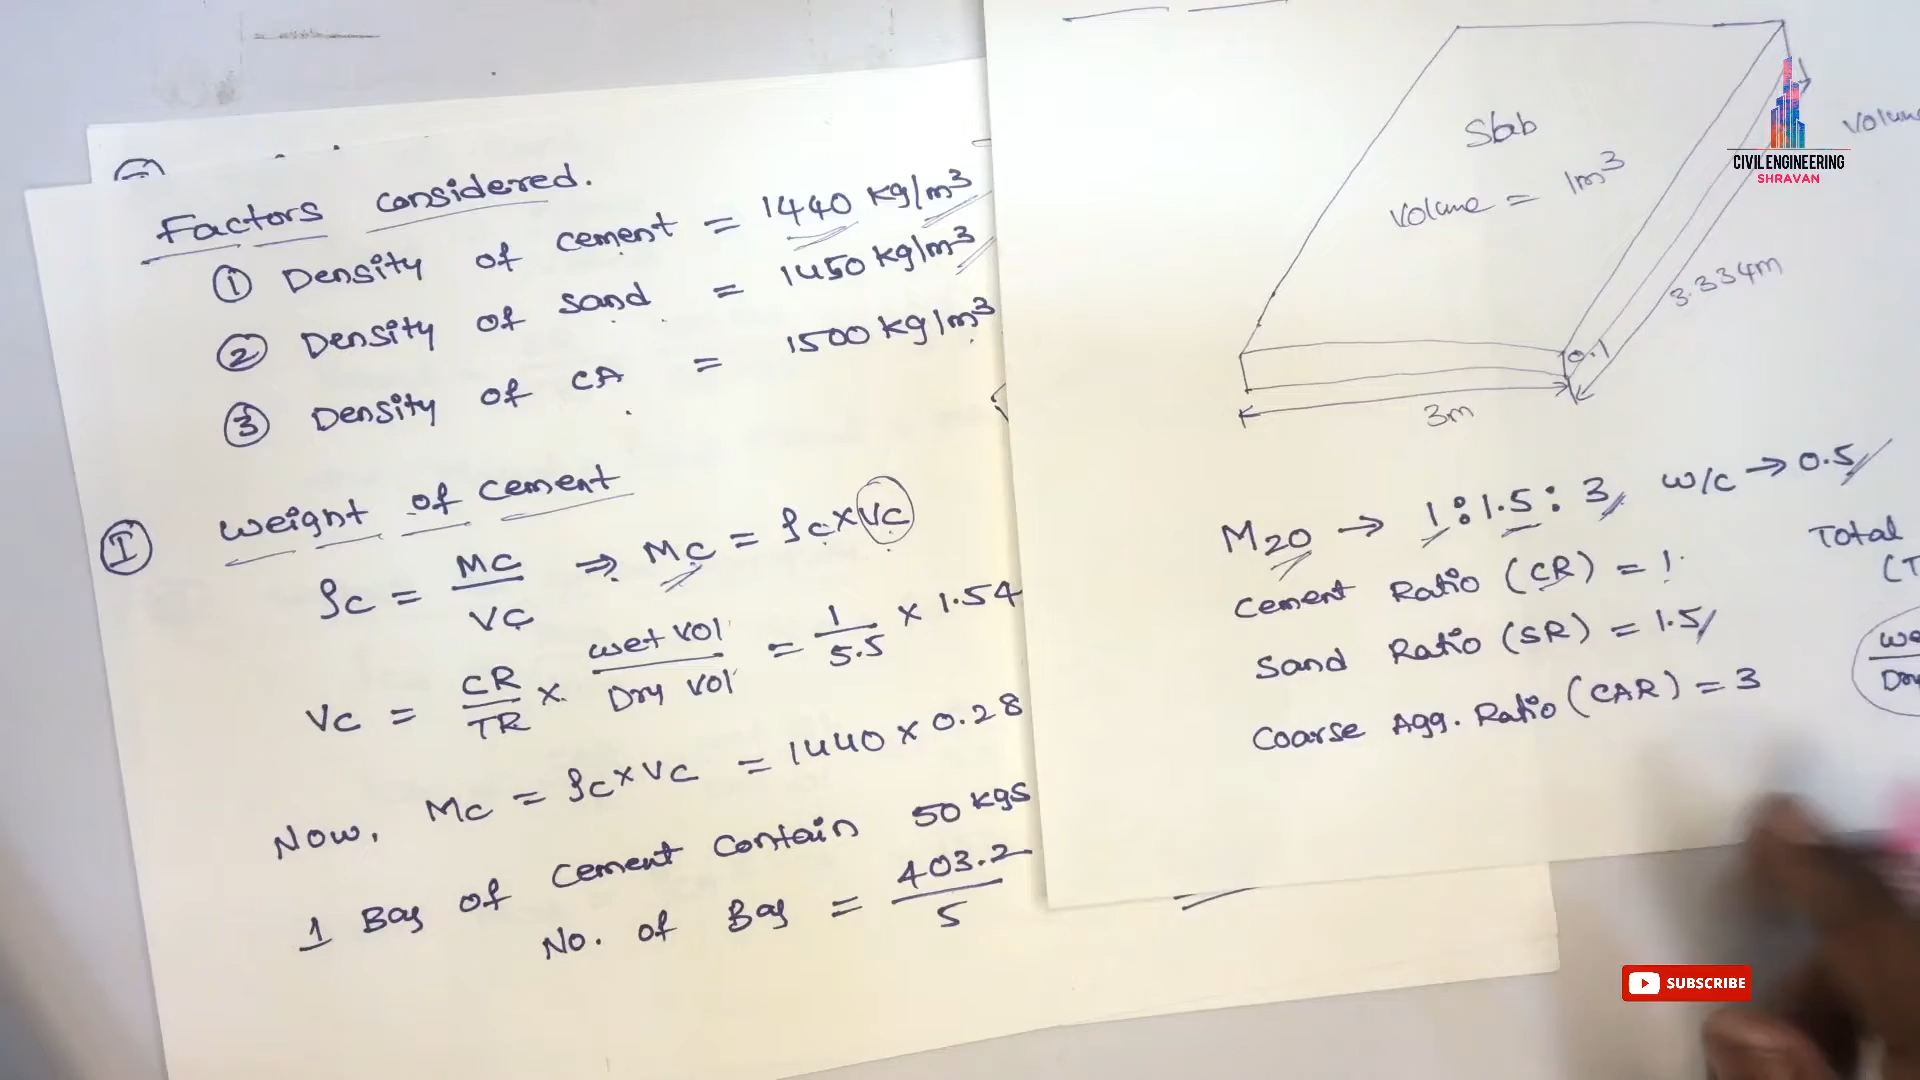 Factors considered.
① Density of cement = 1440 kg/m³
② Density of sand = 1450 kg/m³
③ Density of CA = 1500 kg/m³
Ⓘ Weight of cement
ρc = MC/VC ⇒ Mc = ρc×Vc
Vc = CR/TR × wet vol/Dry vol = 1/5.5 × 1.54
Now, Mc = ρc×Vc = 1440 × 0.28
1 Bag of cement contain 50 kgs
No. of Bag = 403.2/5
Slab
Volume = 1m³
Volume
3.334m
0.1
3m
M20 → 1:1.5:3, w/c → 0.5
Total
(T
Cement Ratio (CR) = 1
Sand Ratio (SR) = 1.5
Coarse Agg. Ratio (CAR) = 3
We
Dry
CIVIL ENGINEERING
SHRAVAN
SUBSCRIBE